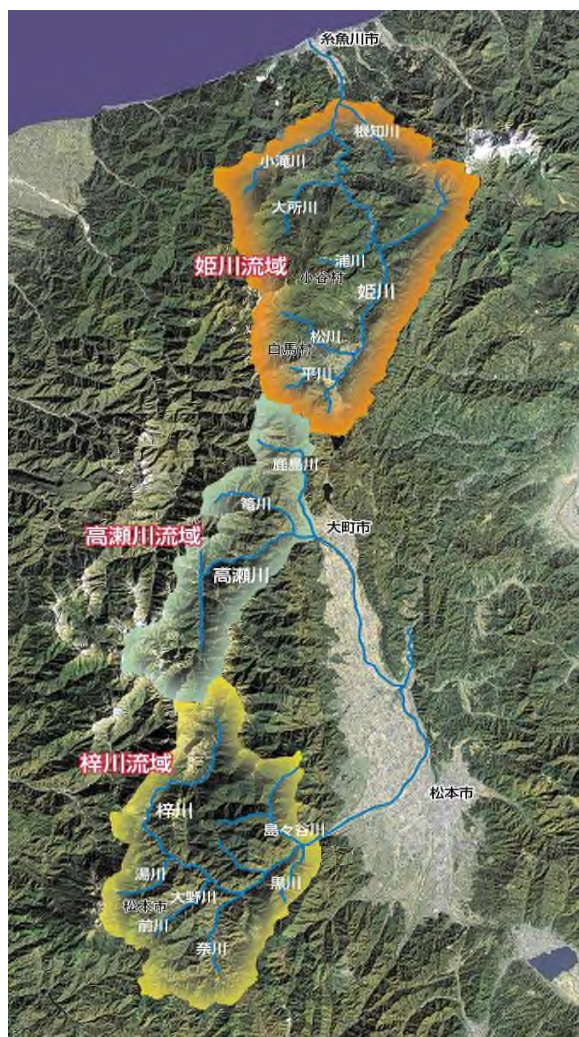 糸魚川市
根知川
小滝川
大所川
姫川流域
浦川
小谷村
姫川
松川
白馬村
平川
鹿島川
篭川
大町市
高瀬川流域
高瀬川
梓川流域
松本市
梓川
島々谷川
湯川
黒川
大野川
松本市
前川
奈川